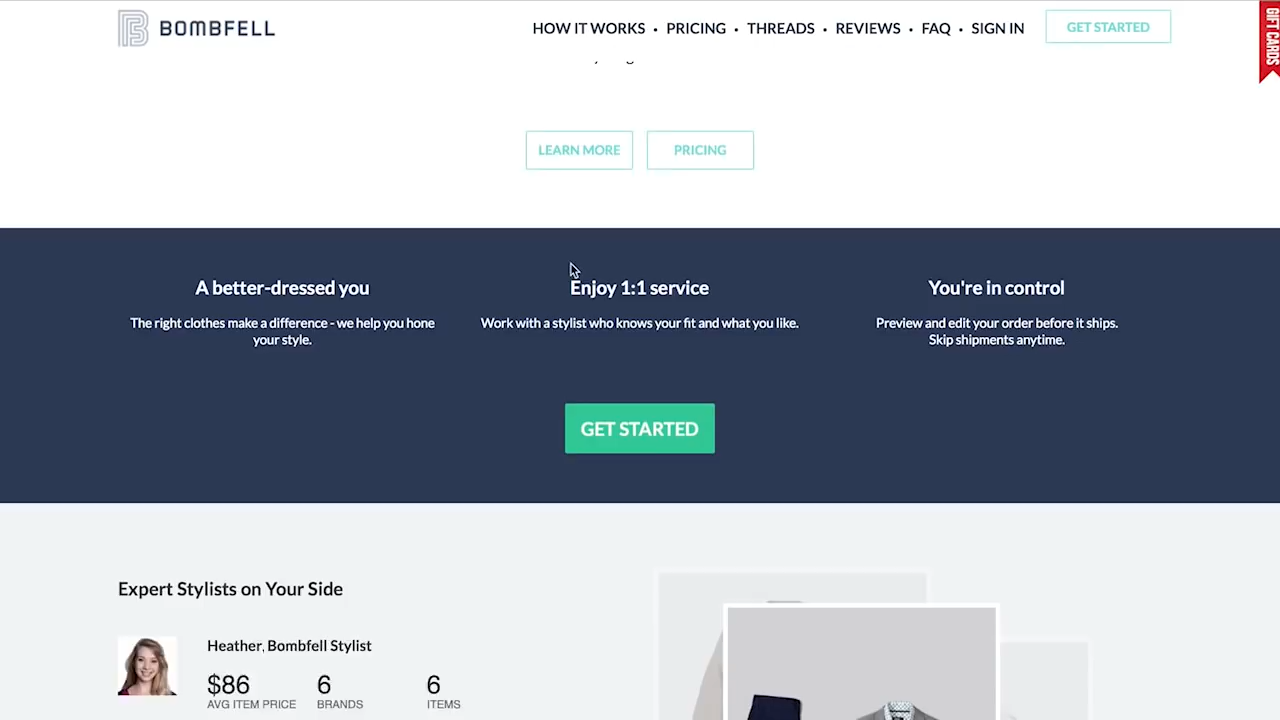 BOMBFELL
HOW IT WORKS • PRICING • THREADS • REVIEWS • FAQ • SIGN IN
GET STARTED
GIFT CARDS
LEARN MORE
PRICING
A better-dressed you
The right clothes make a difference - we help you hone
your style.
Enjoy 1:1 service
Work with a stylist who knows your fit and what you like.
You're in control
Preview and edit your order before it ships.
Skip shipments anytime.
GET STARTED
Expert Stylists on Your Side
Heather, Bombfell Stylist
$86
AVG ITEM PRICE
6
BRANDS
6
ITEMS